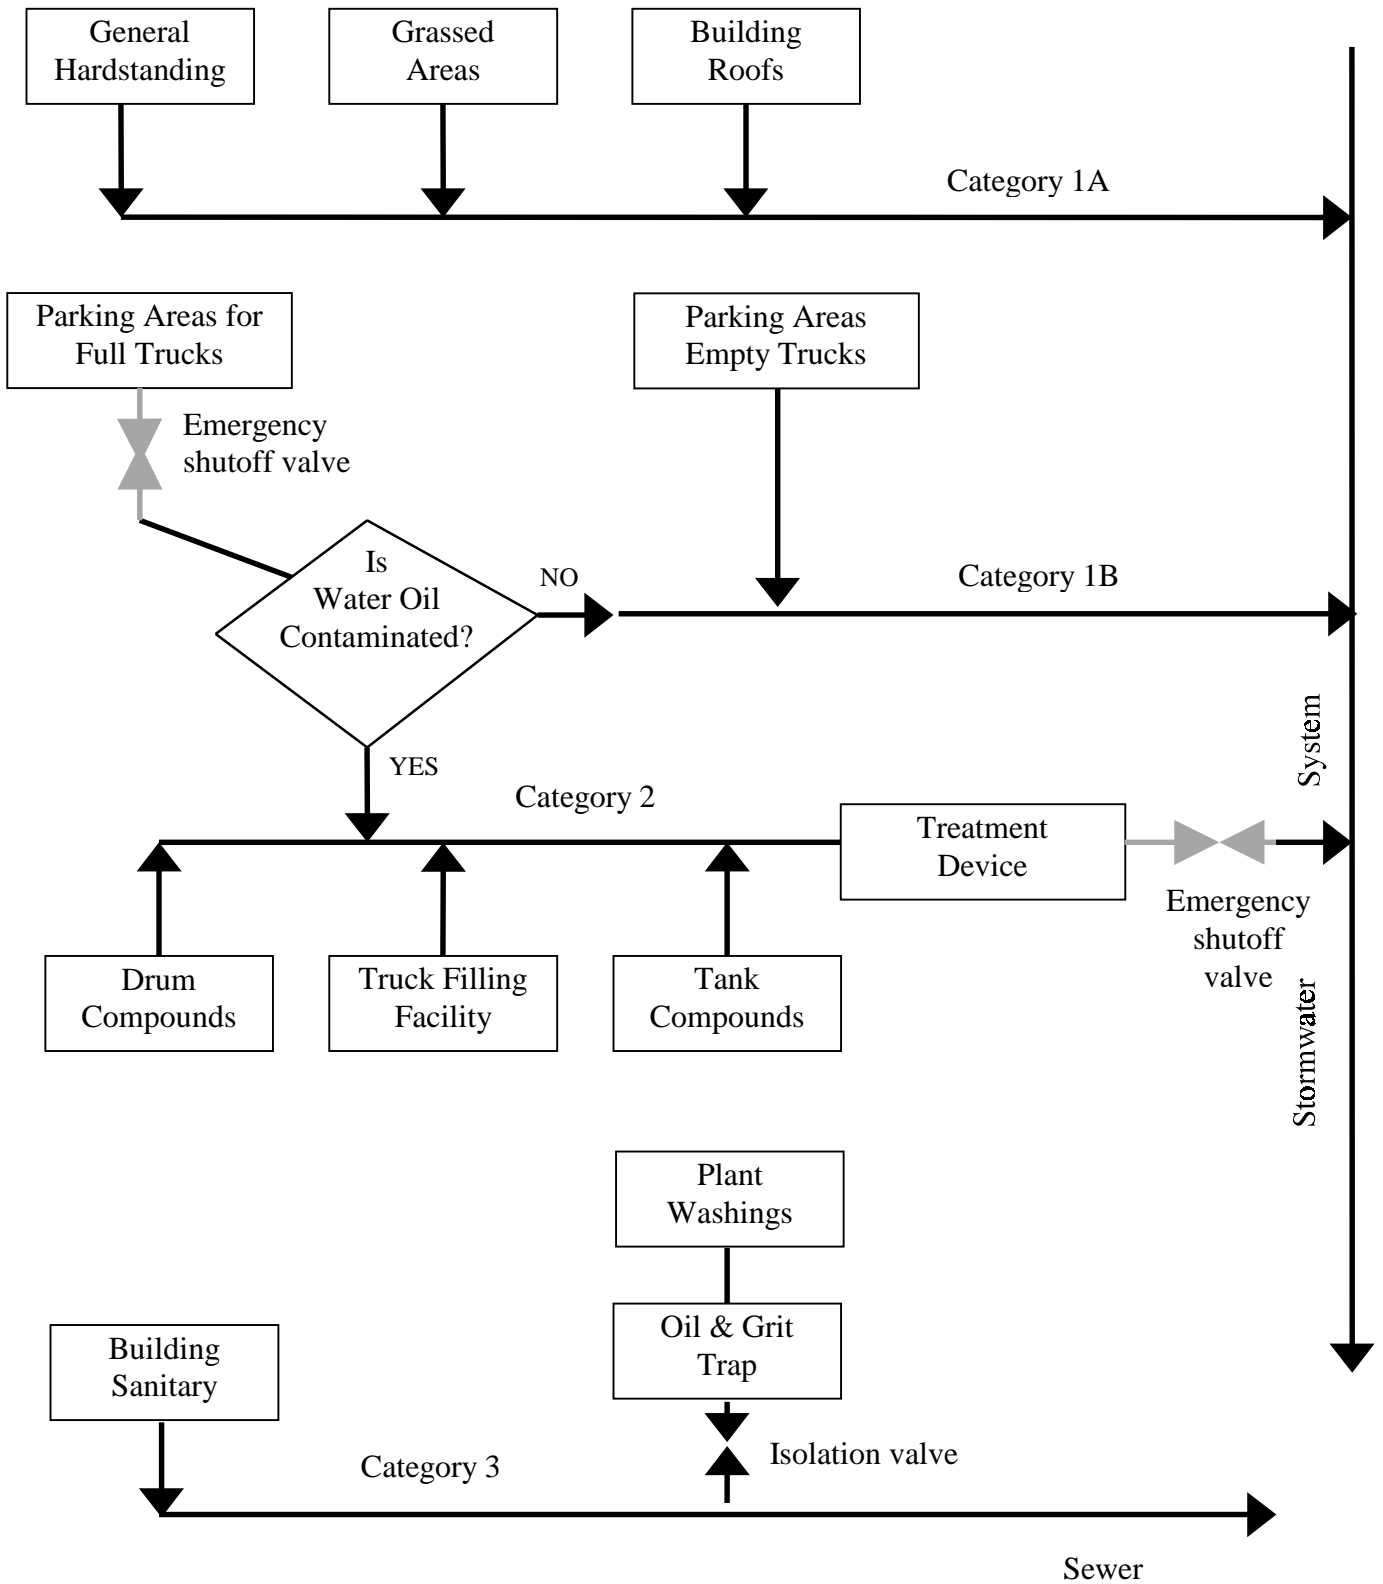 General
Hardstanding
Grassed
Areas
Building
Roofs
Category 1A
Parking Areas for
Full Trucks
Parking Areas
Empty Trucks
Emergency
shutoff valve
Is
Water Oil
Contaminated?
NO
Category 1B
YES
Category 2
Treatment
Device
Emergency
shutoff
valve
Stormwater System
Drum
Compounds
Truck Filling
Facility
Tank
Compounds
Plant
Washings
Oil & Grit
Trap
Building
Sanitary
Isolation valve
Category 3
Sewer